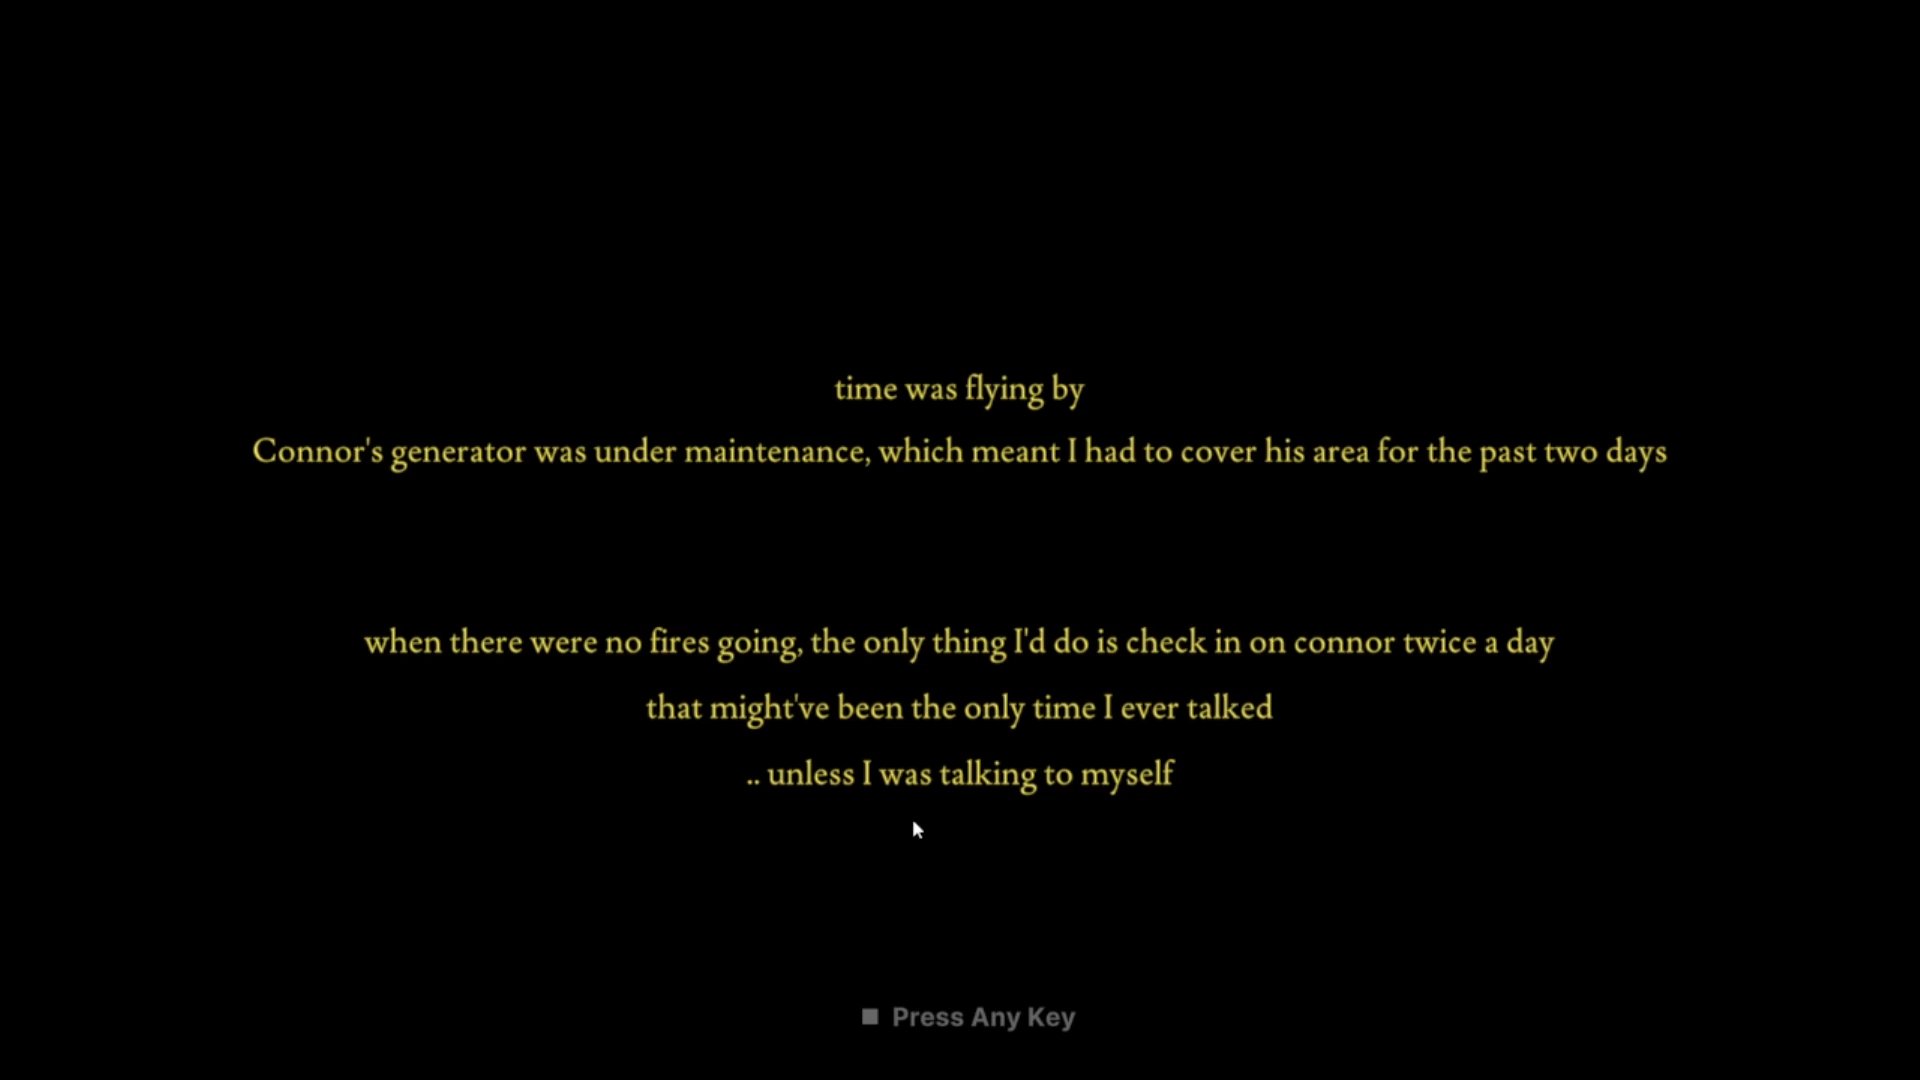 time was flying by
Connor's generator was under maintenance, which meant I had to cover his area for the past two days
when there were no fires going, the only thing I'd do is check in on connor twice a day
that might've been the only time I ever talked
.. unless I was talking to myself
Press Any Key